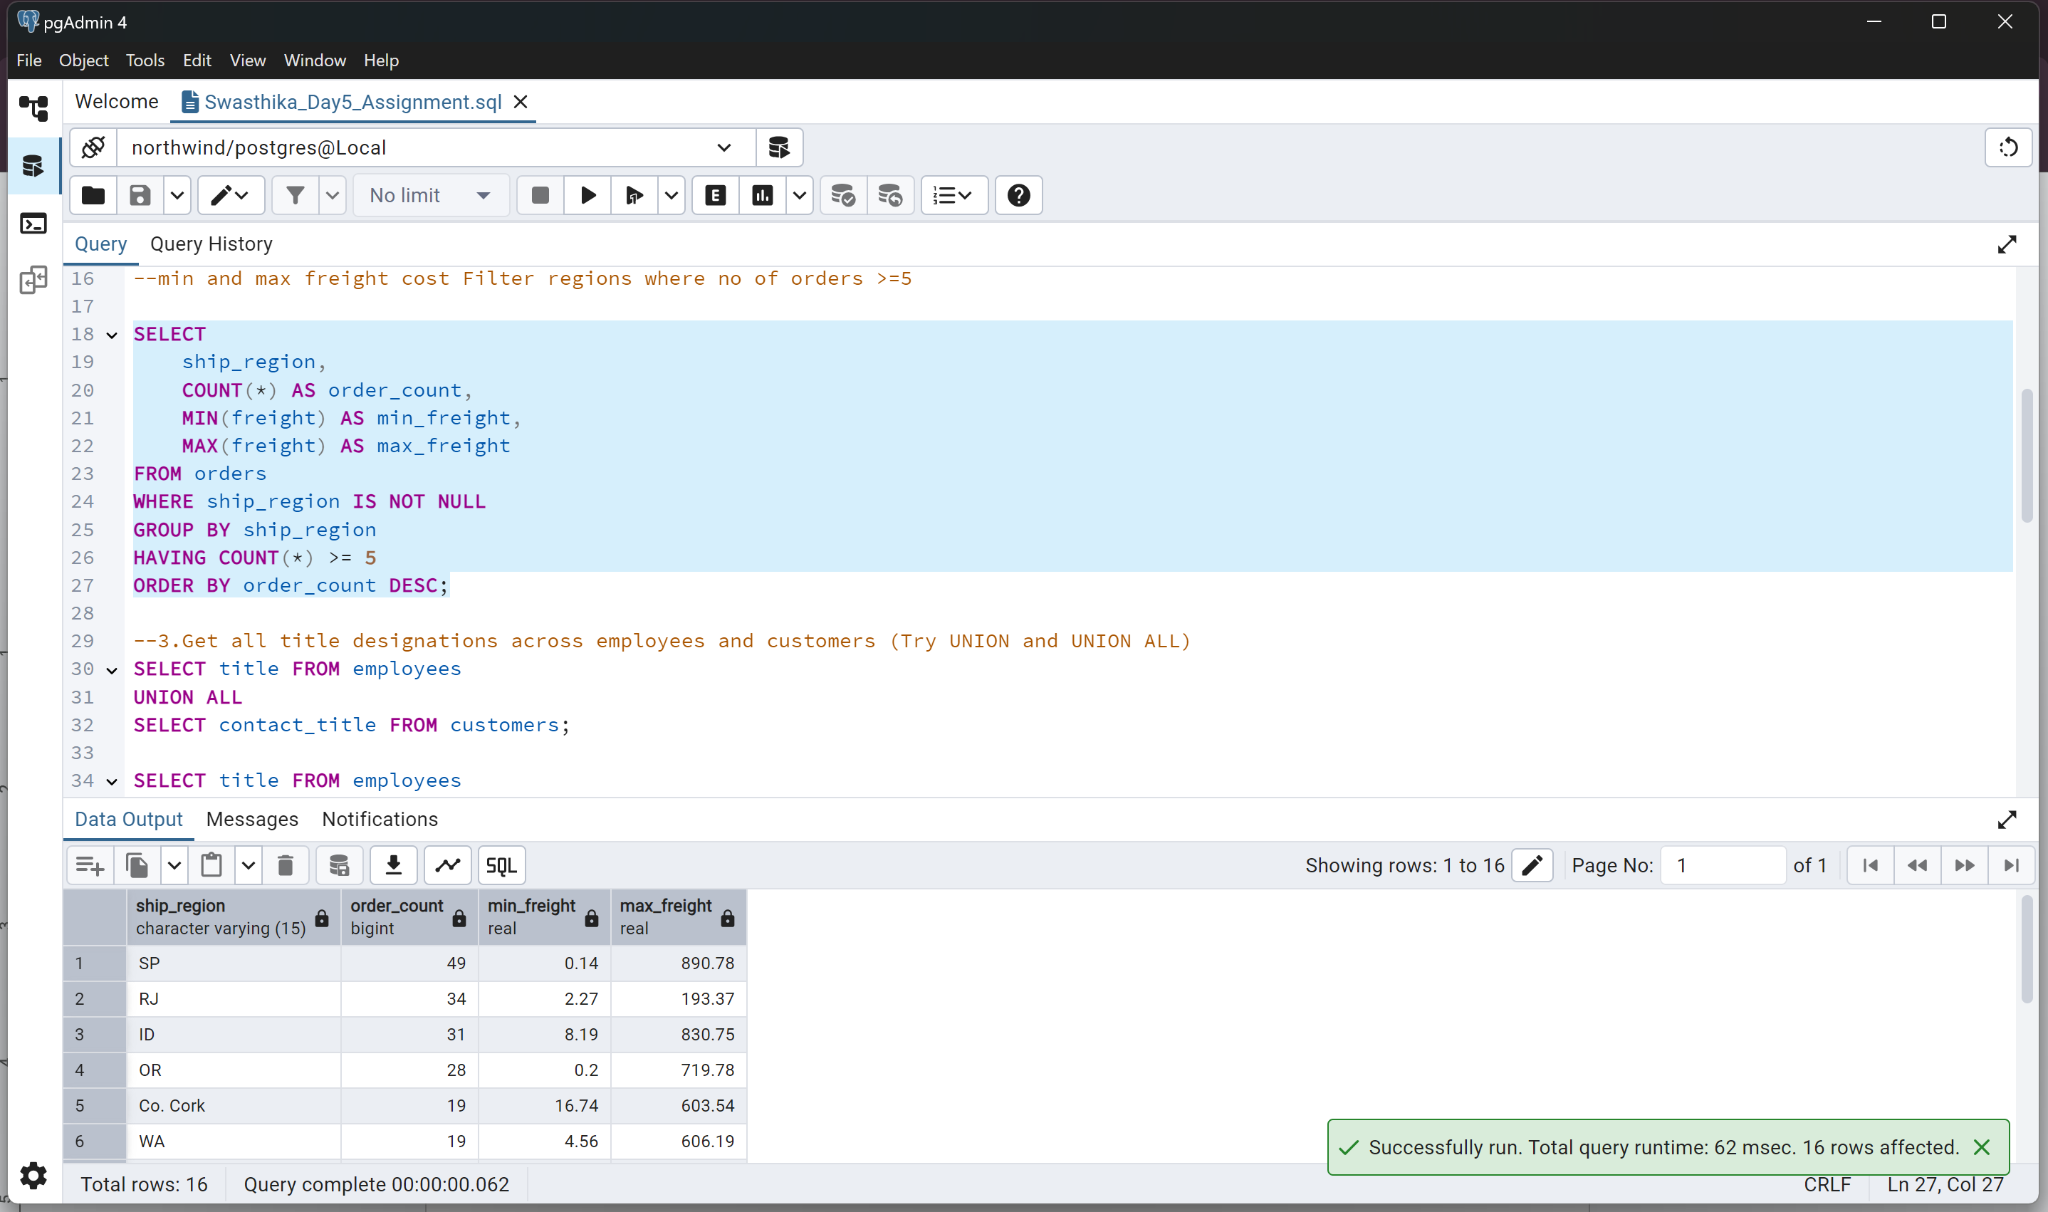 pgAdmin 4
File Object Tools Edit View Window Help
Welcome Swasthika_Day5_Assignment.sql
northwind/postgres@Local
No limit E
Query Query History
16 --min and max freight cost Filter regions where no of orders >=5
17
18 SELECT
19 ship_region,
20 COUNT(*) AS order_count,
21 MIN(freight) AS min_freight,
22 MAX(freight) AS max_freight
23 FROM orders
24 WHERE ship_region IS NOT NULL
25 GROUP BY ship_region
26 HAVING COUNT(*) >= 5
27 ORDER BY order_count DESC;
28
29 --3.Get all title designations across employees and customers (Try UNION and UNION ALL)
30 SELECT title FROM employees
31 UNION ALL
32 SELECT contact_title FROM customers;
33
34 SELECT title FROM employees
Data Output Messages Notifications
SQL Showing rows: 1 to 16 Page No: 1 of 1
ship_region order_count min_freight max_freight
character varying (15) bigint real real
1 SP 49 0.14 890.78
2 RJ 34 2.27 193.37
3 ID 31 8.19 830.75
4 OR 28 0.2 719.78
5 Co. Cork 19 16.74 603.54
6 WA 19 4.56 606.19
Successfully run. Total query runtime: 62 msec. 16 rows affected.
Total rows: 16 Query complete 00:00:00.062 CRLF Ln 27, Col 27